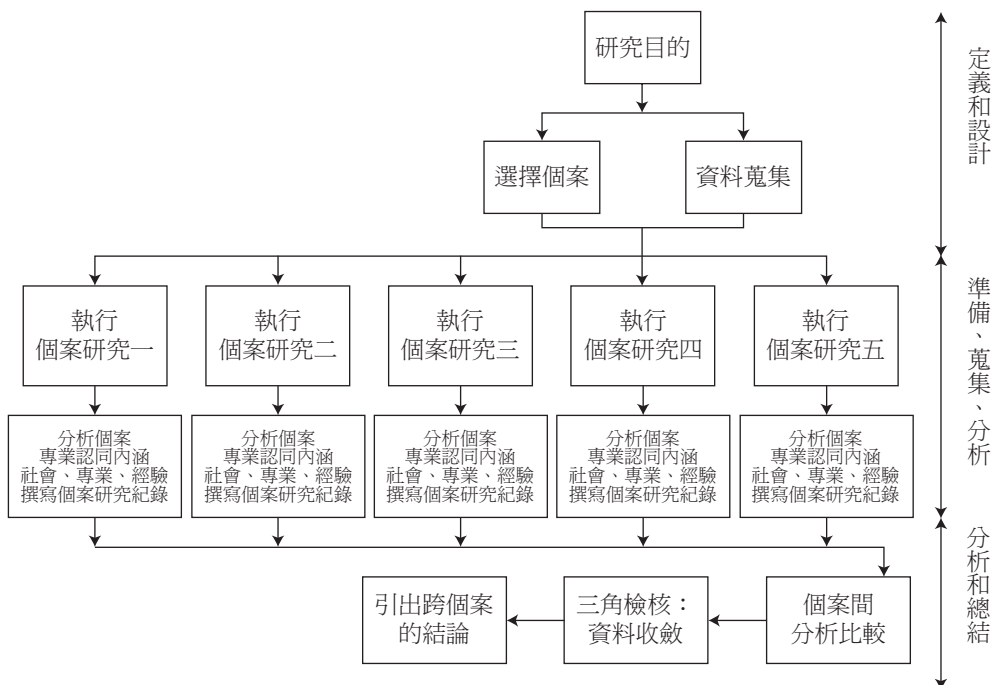 研究目的
選擇個案
資料蒐集
定義和設計
執行
個案研究一
執行
個案研究二
執行
個案研究三
執行
個案研究四
執行
個案研究五
分析個案
專業認同內涵
社會、專業、經驗
撰寫個案研究紀錄
分析個案
專業認同內涵
社會、專業、經驗
撰寫個案研究紀錄
分析個案
專業認同內涵
社會、專業、經驗
撰寫個案研究紀錄
分析個案
專業認同內涵
社會、專業、經驗
撰寫個案研究紀錄
分析個案
專業認同內涵
社會、專業、經驗
撰寫個案研究紀錄
準備、蒐集、分析
個案間
分析比較
三角檢核：
資料收斂
引出跨個案
的結論
分析和總結